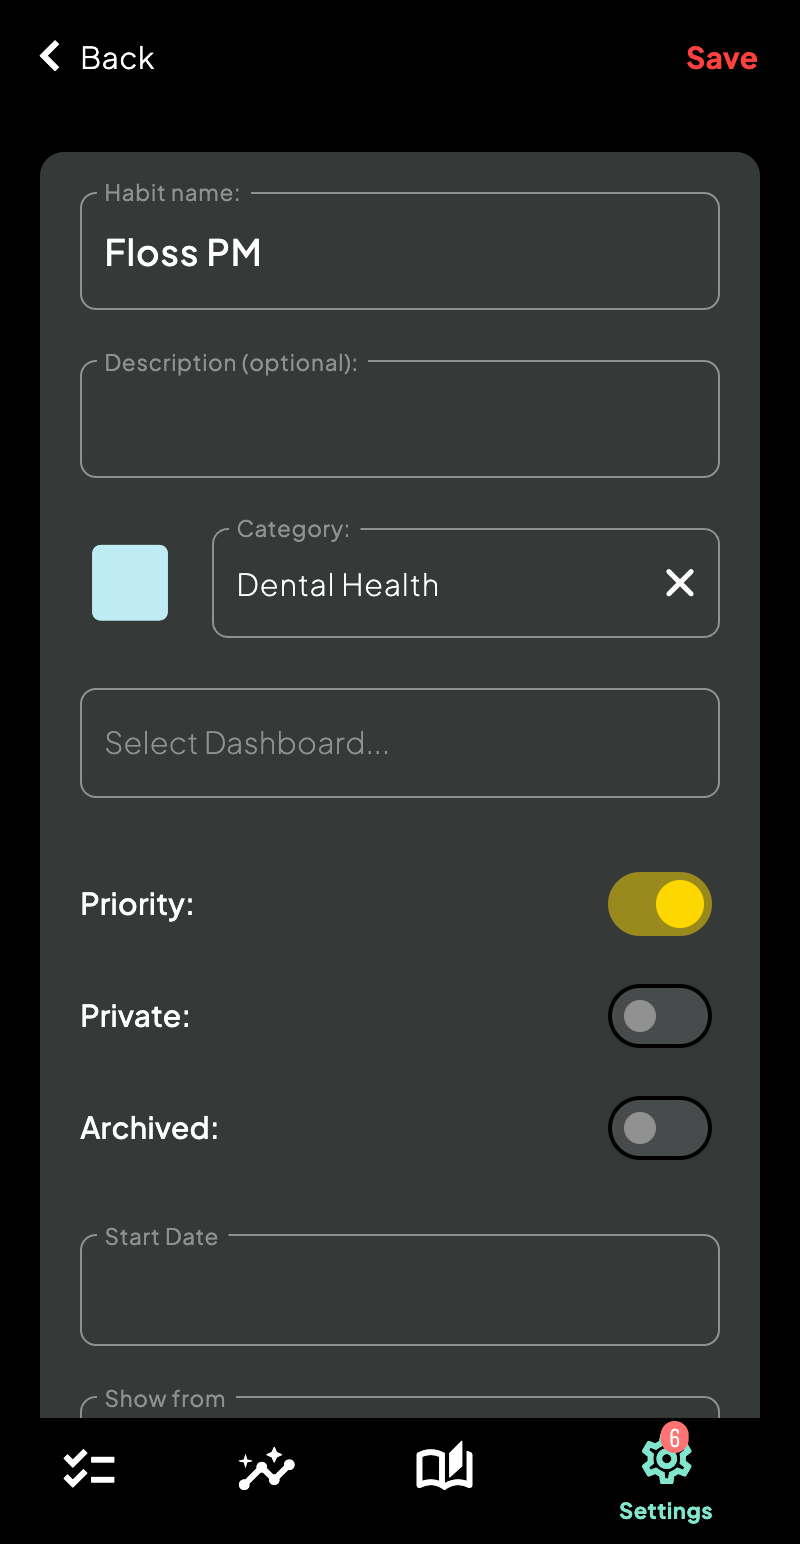 Back
Save
Habit name:
Floss PM
Description (optional):
Category:
Dental Health
Select Dashboard...
Priority:
Private:
Archived:
Start Date
Show from
6
Settings